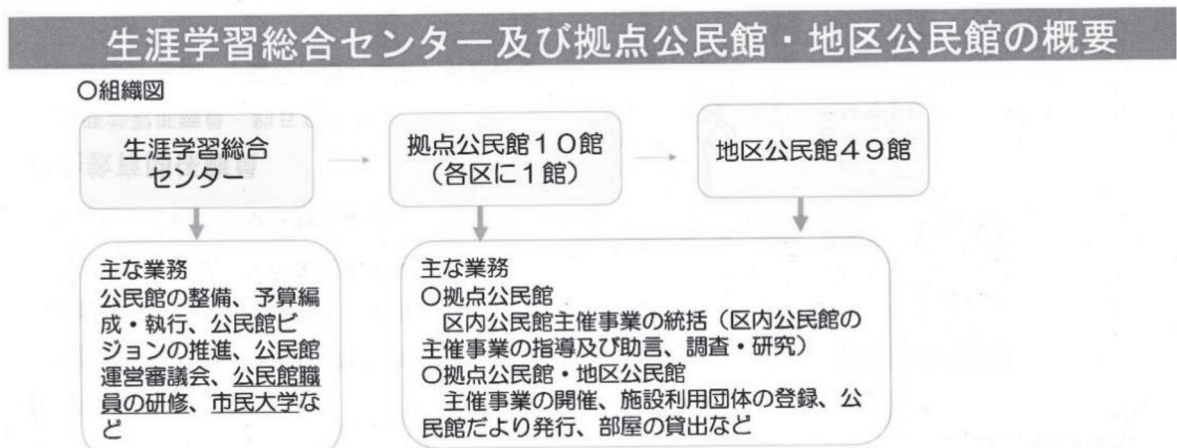 生涯学習総合センター及び拠点公民館・地区公民館の概要
○組織図
生涯学習総合
センター
拠点公民館10館
(各区に1館)
地区公民館49館
主な業務
公民館の整備、予算編
成・執行、公民館ビ
ジョンの推進、公民館
運営審議会、公民館職
員の研修、市民大学な
ど
主な業務
○拠点公民館
区内公民館主催事業の統括(区内公民館の
主催事業の指導及び助言、調査・研究)
○拠点公民館・地区公民館
主催事業の開催、施設利用団体の登録、公
民館だより発行、部屋の貸出など